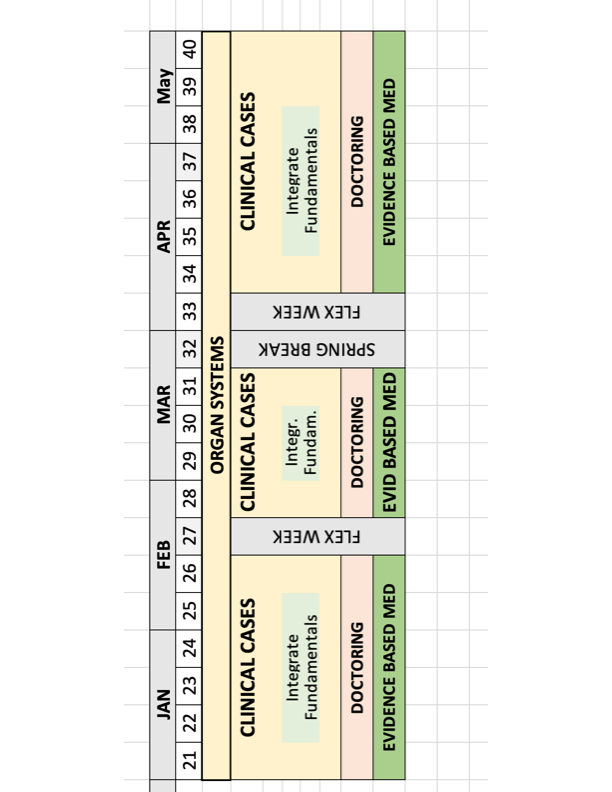 JAN FEB MAR APR May
21 22 23 24 25 26 27 28 29 30 31 32 33 34 35 36 37 38 39 40
ORGAN SYSTEMS
CLINICAL CASES
Integrate
Fundamentals
DOCTORING
EVIDENCE BASED MED
FLEX WEEK
CLINICAL CASES
Integr.
Fundam.
DOCTORING
EVID BASED MED
SPRING BREAK
FLEX WEEK
CLINICAL CASES
Integrate
Fundamentals
DOCTORING
EVIDENCE BASED MED